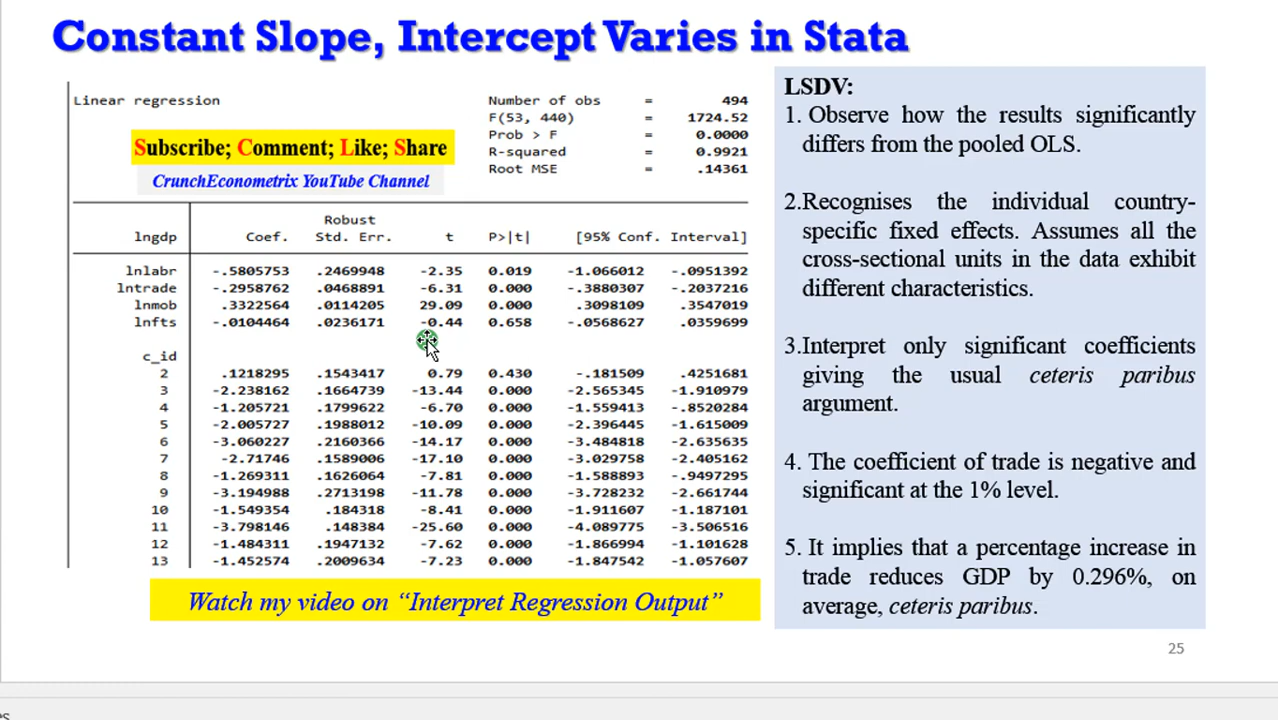 Constant Slope, Intercept Varies in Stata
Linear regression
Number of obs = 494
F(53, 440) = 1724.52
Prob > F = 0.0000
R-squared = 0.9921
Root MSE = .14361
Subscribe; Comment; Like; Share
CrunchEconometrix YouTube Channel
Robust
lngdp Coef. Std. Err. t P>|t| [95% Conf. Interval]
lnlabr -.5805753 .2469948 -2.35 0.019 -1.066012 -.0951392
lntrade -.2958762 .0468891 -6.31 0.000 -.3880307 -.2037216
lnmob .3322564 .0114205 29.09 0.000 .3098109 .3547019
lnfts -.0104464 .0236171 -0.44 0.658 -.0568627 .0359699
c_id
2 .1218295 .1543417 0.79 0.430 -.181509 .4251681
3 -2.238162 .1664739 -13.44 0.000 -2.565345 -1.910979
4 -1.205721 .1799622 -6.70 0.000 -1.559413 -.8520284
5 -2.005727 .1988012 -10.09 0.000 -2.396445 -1.615009
6 -3.060227 .2160366 -14.17 0.000 -3.484818 -2.635635
7 -2.71746 .1589006 -17.10 0.000 -3.029758 -2.405162
8 -1.269311 .1626064 -7.81 0.000 -1.588893 -.9497295
9 -3.194988 .2713198 -11.78 0.000 -3.728232 -2.661744
10 -1.549354 .184318 -8.41 0.000 -1.911607 -1.187101
11 -3.798146 .148384 -25.60 0.000 -4.089775 -3.506516
12 -1.484311 .1947132 -7.62 0.000 -1.866994 -1.101628
13 -1.452574 .2009634 -7.23 0.000 -1.847542 -1.057607
Watch my video on “Interpret Regression Output”
LSDV:
1. Observe how the results significantly
differs from the pooled OLS.
2.Recognises the individual country-
specific fixed effects. Assumes all the
cross-sectional units in the data exhibit
different characteristics.
3.Interpret only significant coefficients
giving the usual ceteris paribus
argument.
4. The coefficient of trade is negative and
significant at the 1% level.
5. It implies that a percentage increase in
trade reduces GDP by 0.296%, on
average, ceteris paribus.
25